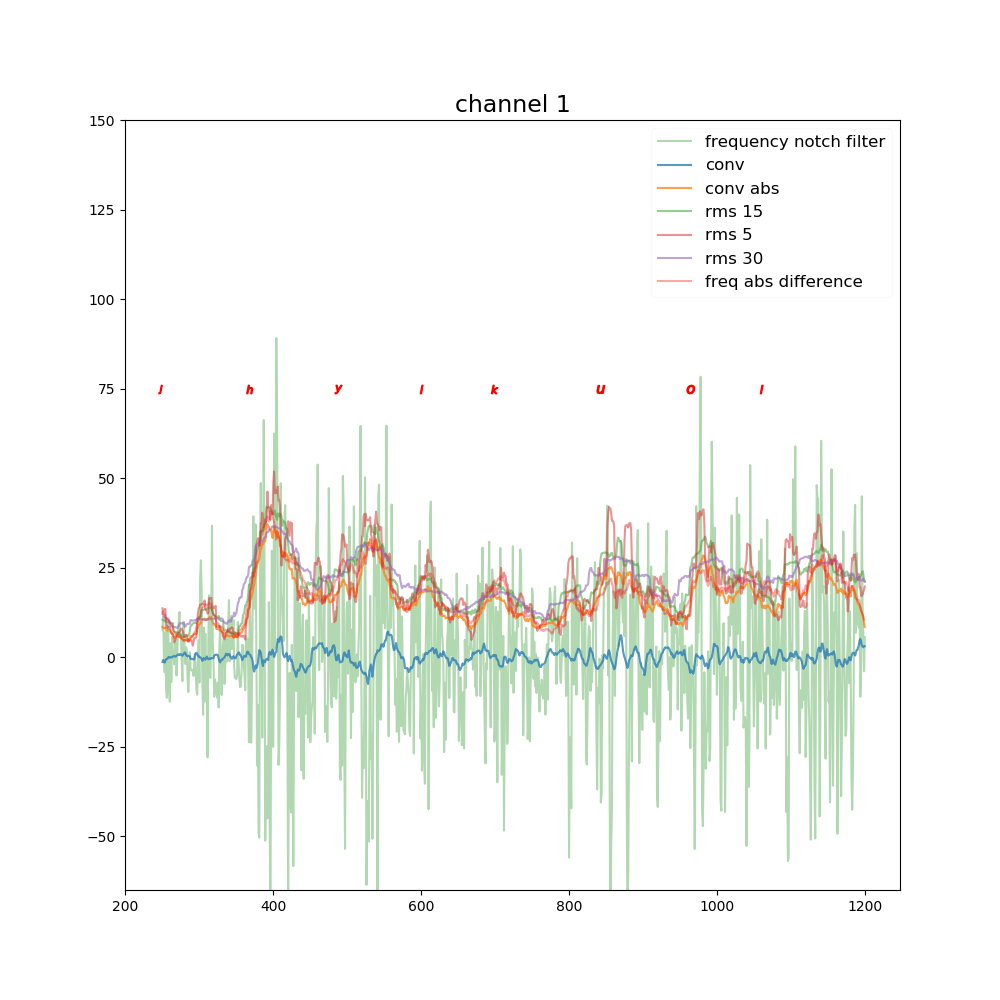 channel 1
150
125
100
75
50
25
0
−25
−50
frequency notch filter
conv
conv abs
rms 15
rms 5
rms 30
freq abs difference
j h y l k u o l
200 400 600 800 1000 1200